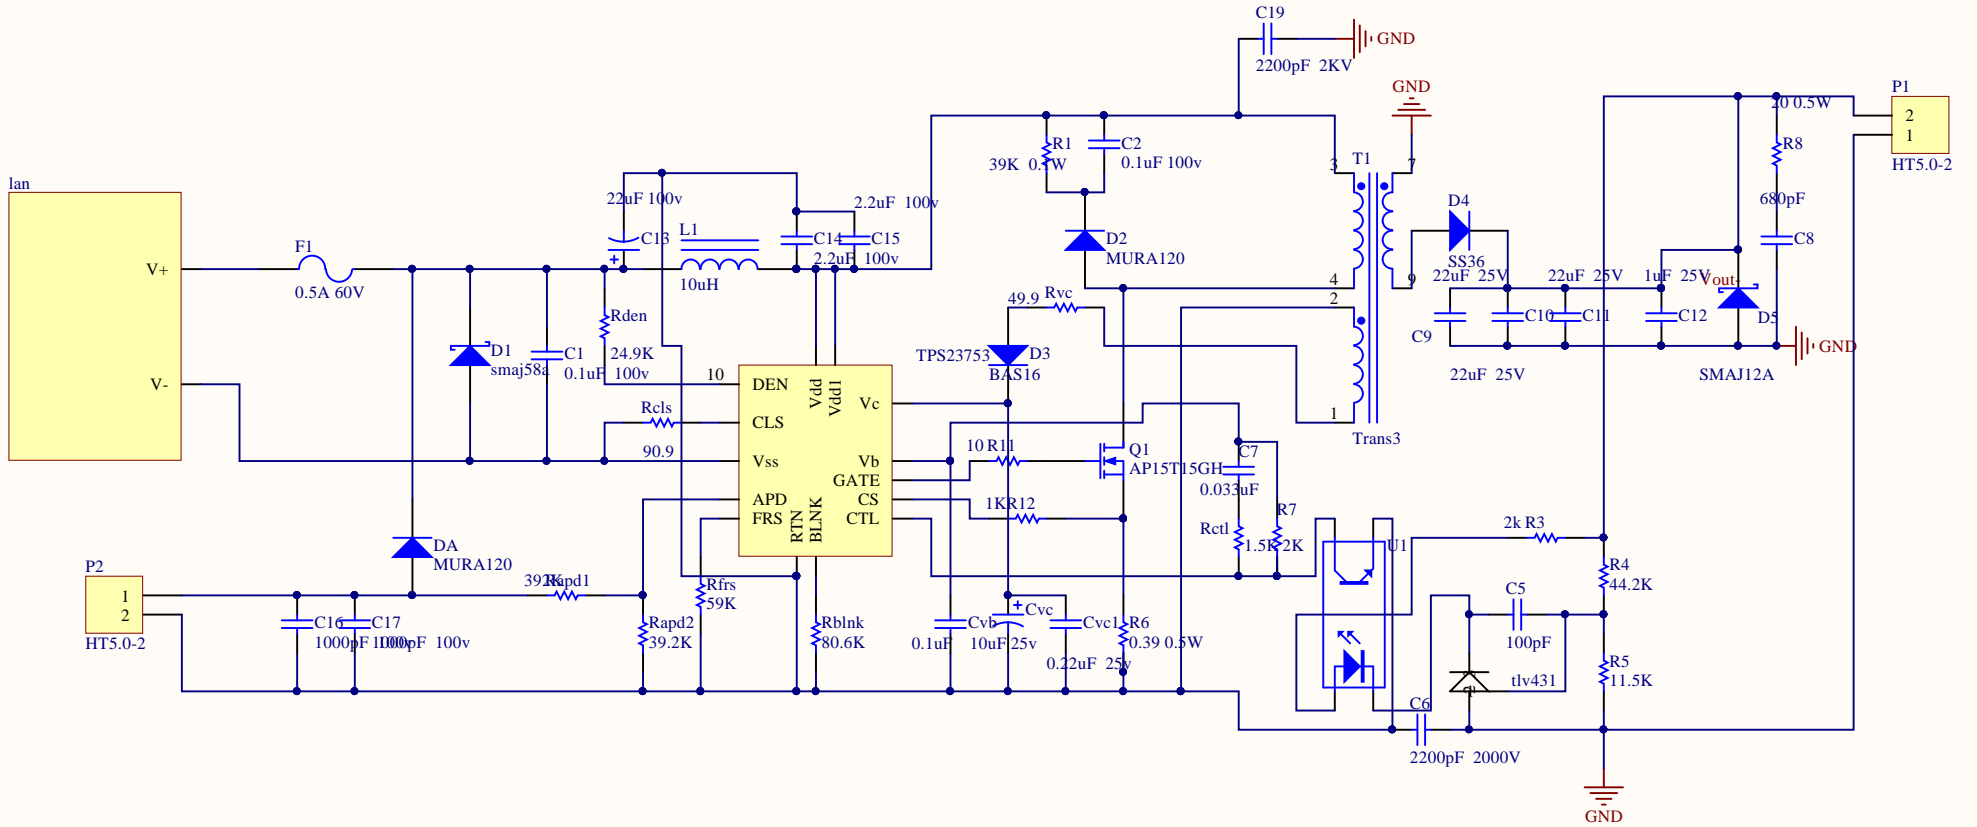 C19
GND
2200pF 2KV
GND
P1
20 0.5W
2
1
HT5.0-2
R1
39K
C2
0.1uF 100v
T1
3
7
R8
680pF
C8
lan
22uF 100v
2.2uF 100v
C13
L1
C14
C15
2.2uF 100v
10uH
D2
MURA120
D4
SS36
V+
F1
0.5A 60V
4
9
2
22uF 25V
22uF 25V
1uF 25V
Vout
49.9
Rvc
C9
C10
C11
C12
D5
GND
Rden
24.9K
D1
smaj58a
C1
0.1uF 100v
TPS23753
D3
BAS16
22uF 25V
SMAJ12A
V-
10
DEN
Vdd
Vdd1
Vc
1
Trans3
Rcls
CLS
90.9
Vss
Vb
GATE
10 R11
Q1
AP15T15GH
C7
0.033uF
APD
FRS
RTN
BLNK
CS
CTL
1K
R12
Rctl
1.5K
R7
2K
U1
2k R3
DA
MURA120
P2
1
2
HT5.0-2
Rapd1
Rfrs
59K
R4
44.2K
C5
100pF
C16
1000pF 100v
C17
1000pF 100v
Rapd2
39.2K
Rblnk
80.6K
Cvb
0.1uF
Cvc
10uF 25v
Cvc1
0.22uF 25v
R6
0.39 0.5W
R5
11.5K
tlv431
C6
2200pF 2000V
GND